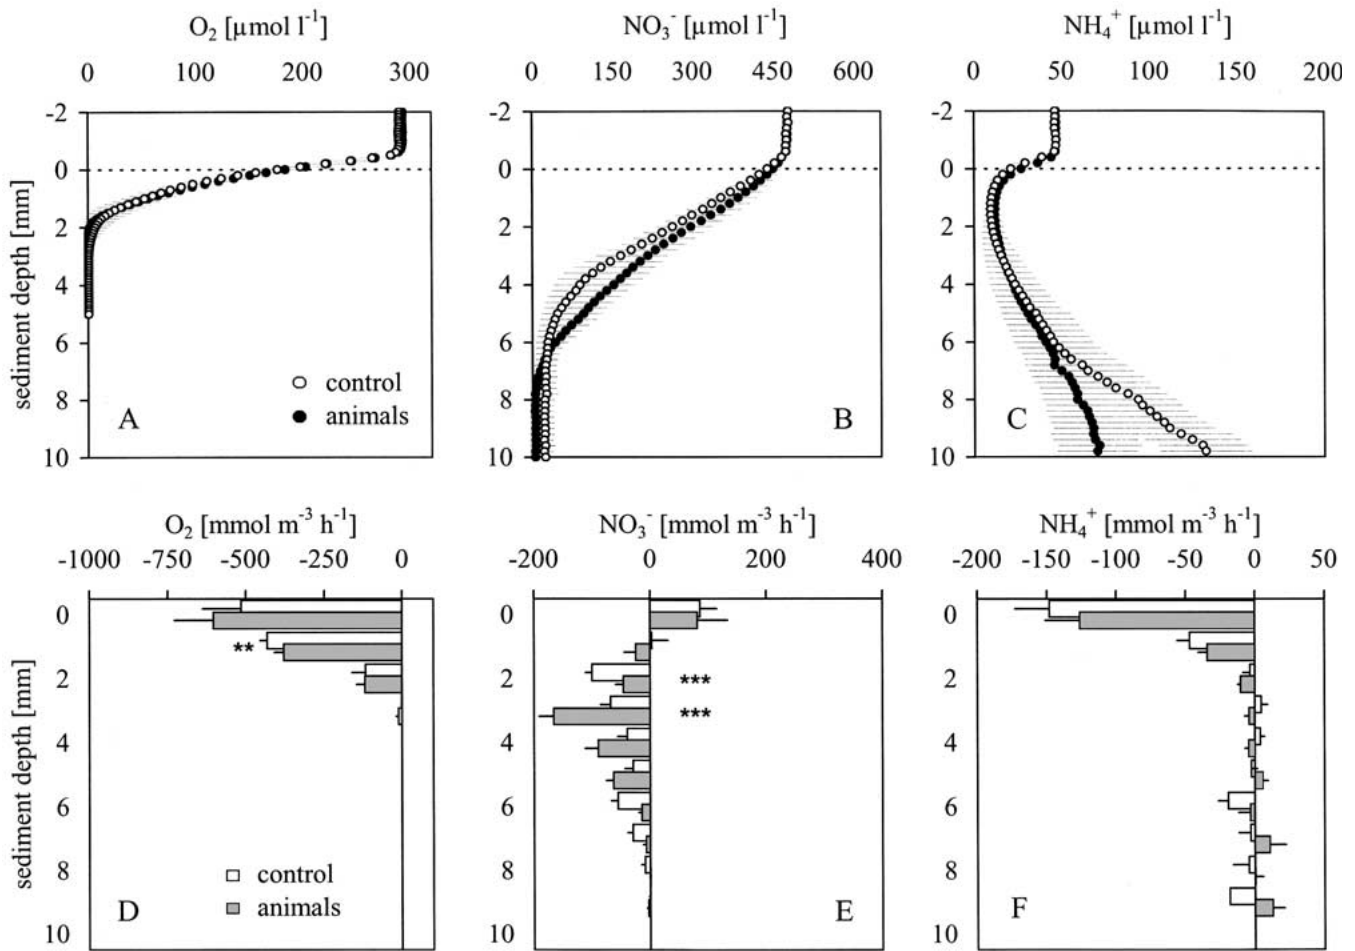 O₂ [µmol l⁻¹] NO₃⁻ [µmol l⁻¹] NH₄⁺ [µmol l⁻¹]
0 100 200 300 0 150 300 450 600 0 50 100 150 200
-2 -2 -2
0 0 0
2 2 2
4 4 4
6 6 6
8 8 8
10 10 10
sediment depth [mm]
control
animals
A B C
O₂ [mmol m⁻³ h⁻¹] NO₃⁻ [mmol m⁻³ h⁻¹] NH₄⁺ [mmol m⁻³ h⁻¹]
-1000 -750 -500 -250 0 -200 0 200 400 -200 -150 -100 -50 0 50
0 0 0
**
2 *** 2 2
***
4 4 4
6 6 6
8 8 8
10 10 10
sediment depth [mm]
control
animals
D E F